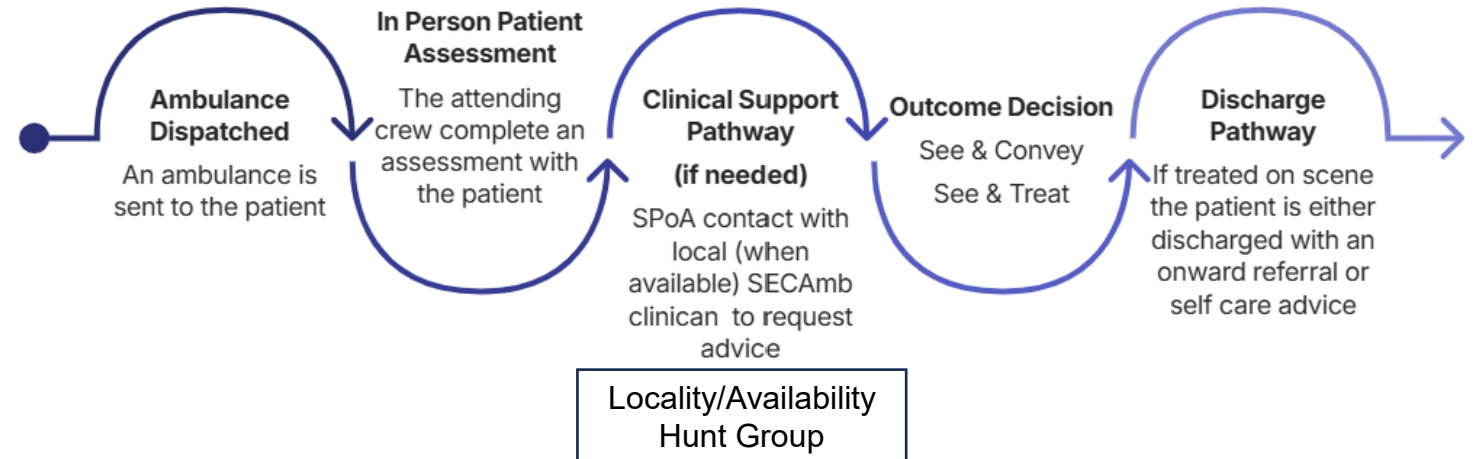 Ambulance
Dispatched
An ambulance is
sent to the patient
In Person Patient
Assessment
The attending
crew complete an
assessment with
the patient
Clinical Support
Pathway
(if needed)
SPoA contact with
local (when
available) SECAmb
clinican to request
advice
Locality/Availability
Hunt Group
Outcome Decision
See & Convey
See & Treat
Discharge
Pathway
If treated on scene
the patient is either
discharged with an
onward referral or
self care advice